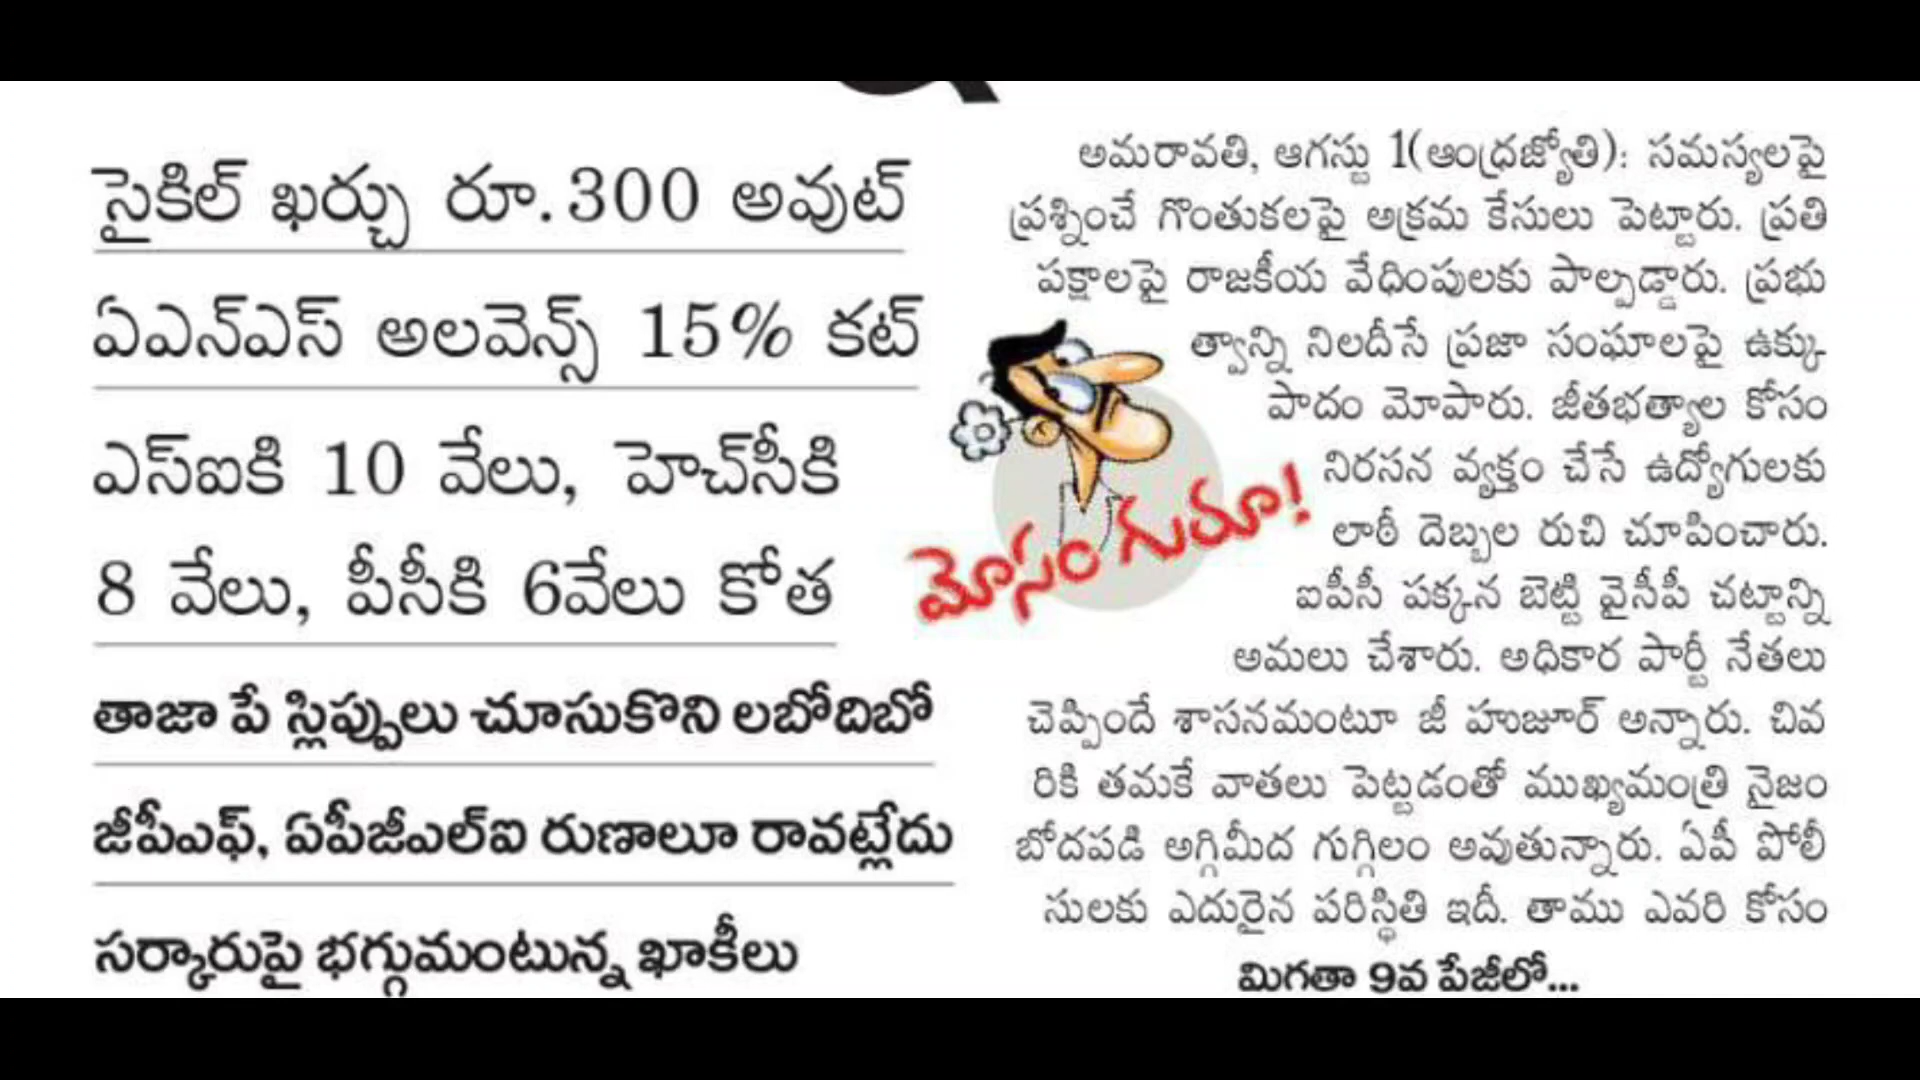 సైకిల్ ఖర్చు రూ.300 అవుట్
ఏఎన్ఎస్ అలవెన్స్ 15% కట్
ఎస్ఐకి 10 వేలు, హెచ్‌సీకి
8 వేలు, పీసీకి 6వేలు కోత
తాజా పే స్లిప్పులు చూసుకొని లబోదిబో
జీపీఎఫ్, ఏపీజీఎల్ఐ రుణాలూ రావట్లేదు
సర్కారుపై భగ్గుమంటున్న ఖాకీలు
మోసం గురూ!
అమరావతి, ఆగస్టు 1(ఆంధ్రజ్యోతి): సమస్యలపై
ప్రశ్నించే గొంతుకలపై అక్రమ కేసులు పెట్టారు. ప్రతి
పక్షాలపై రాజకీయ వేధింపులకు పాల్పడ్డారు. ప్రభు
త్వాన్ని నిలదీసే ప్రజా సంఘాలపై ఉక్కు
పాదం మోపారు. జీతభత్యాల కోసం
నిరసన వ్యక్తం చేసే ఉద్యోగులకు
లాఠీ దెబ్బల రుచి చూపించారు.
ఐపీసీ పక్కన బెట్టి వైసీపీ చట్టాన్ని
అమలు చేశారు. అధికార పార్టీ నేతలు
చెప్పిందే శాసనమంటూ జీ హుజూర్ అన్నారు. చివ
రికి తమకే వాతలు పెట్టడంతో ముఖ్యమంత్రి నైజం
బోదపడి అగ్గిమీద గుగ్గిలం అవుతున్నారు. ఏపీ పోలీ
సులకు ఎదురైన పరిస్థితి ఇదీ. తాము ఎవరి కోసం
మిగతా 9వ పేజీలో...